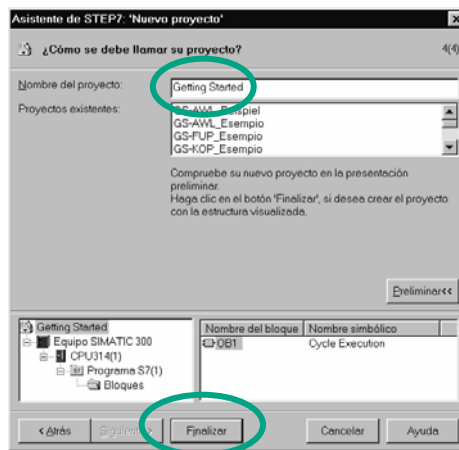 Asistente de STEP7: 'Nuevo proyecto'
¿Cómo se debe llamar su proyecto?
4(4)
Nombre del proyecto:
Getting Started
Proyectos existentes:
GS-AWL_Beispiel
GS-AWL_Esempio
GS-FUP_Esempio
GS-KOP_Esempio
Compruebe su nuevo proyecto en la presentación
preliminar.
Haga clic en el botón 'Finalizar', si desea crear el proyecto
con la estructura visualizada.
Preliminar<<
Getting Started
Equipo SIMATIC 300
CPU314(1)
Programa S7(1)
Bloques
Nombre del bloque Nombre simbólico
OB1 Cycle Execution
< Atrás Siguiente > Finalizar Cancelar Ayuda